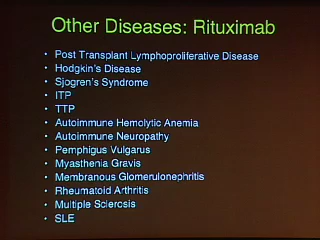 Other Diseases: Rituximab
• Post Transplant Lymphoproliferative Disease
• Hodgkin's Disease
• Sjogren's Syndrome
• ITP
• TTP
• Autoimmune Hemolytic Anemia
• Autoimmune Neuropathy
• Pemphigus Vulgarus
• Myasthenia Gravis
• Membranous Glomerulonephritis
• Rheumatoid Arthritis
• Multiple Sclerosis
• SLE